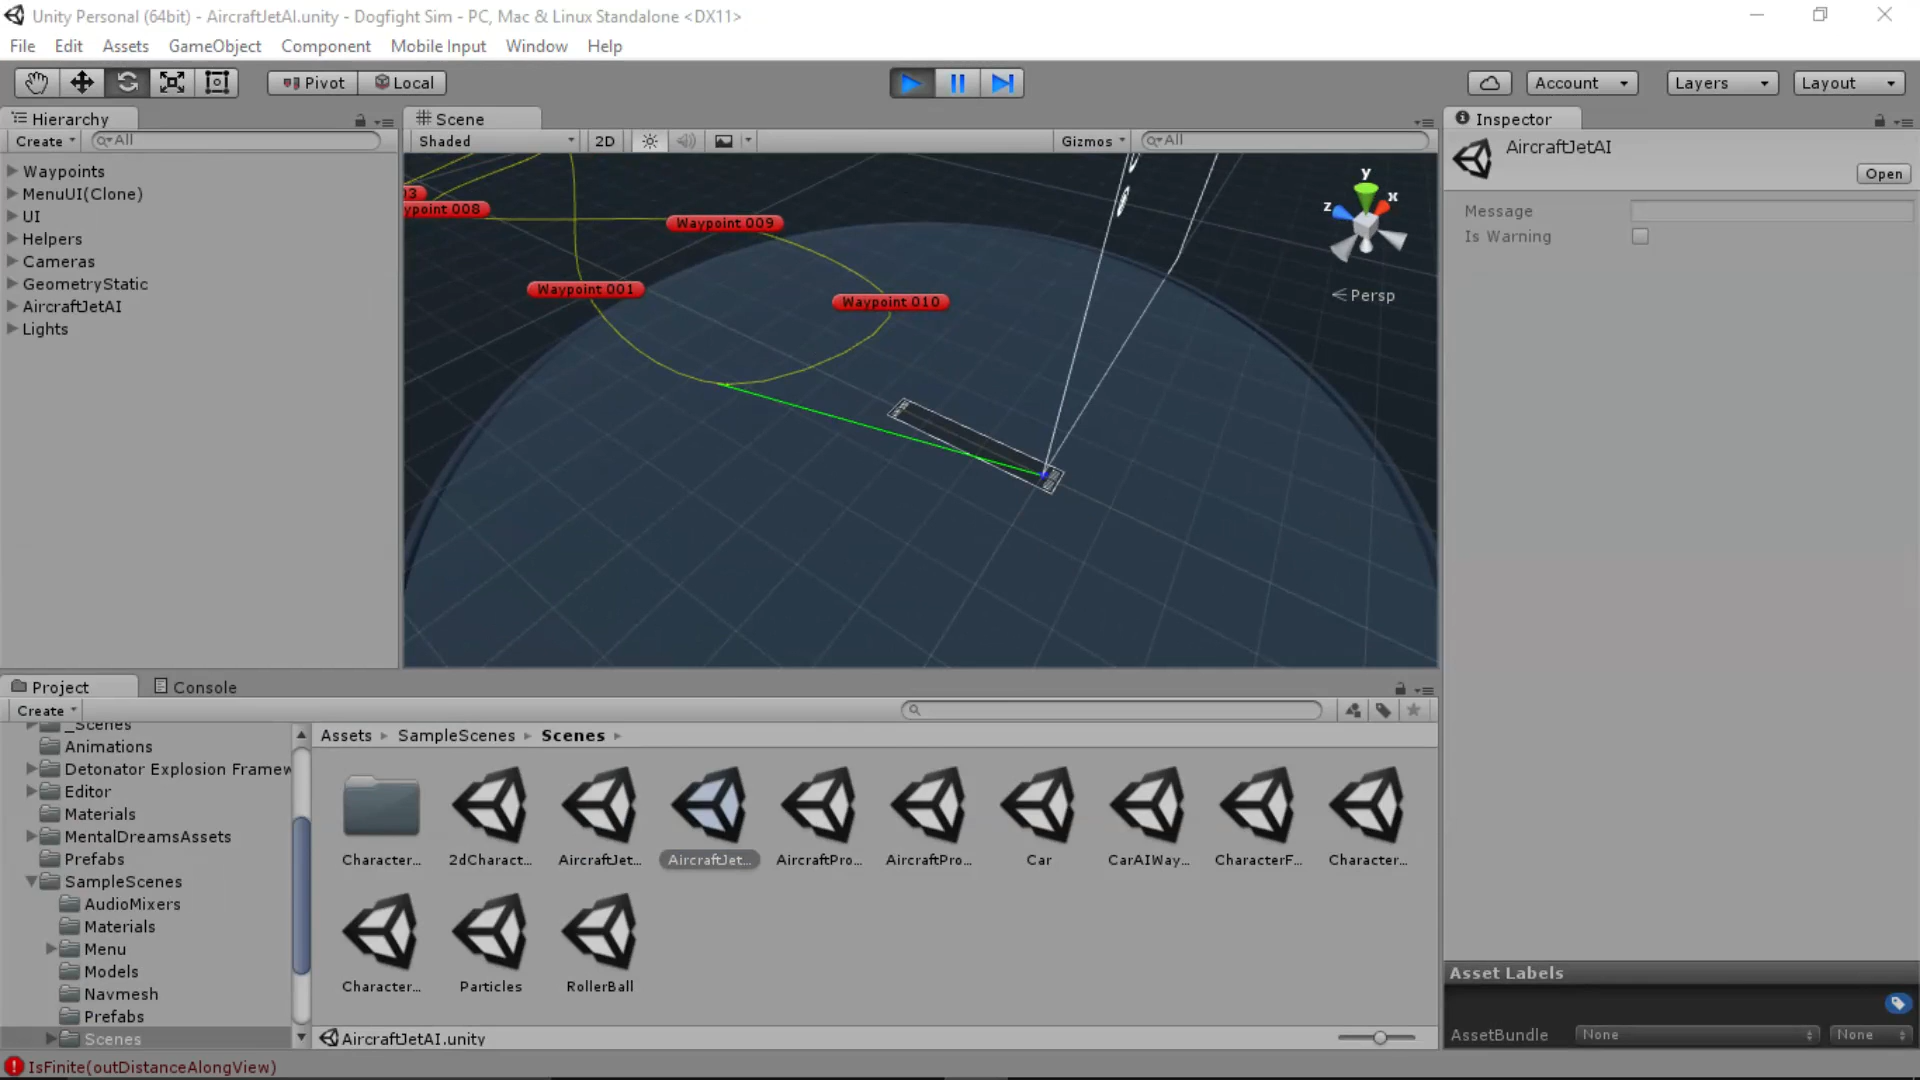 Unity Personal (64bit) - AircraftJetAI.unity - Dogfight Sim - PC, Mac & Linux Standalone <DX11>
File Edit Assets GameObject Component Mobile Input Window Help
Pivot Local Account Layers Layout
Hierarchy
Create All
Waypoints
MenuUI(Clone)
UI
Helpers
Cameras
GeometryStatic
AircraftJetAI
Lights
Scene
Shaded 2D Gizmos All
03
ypoint 008
Waypoint 009
Waypoint 001
Waypoint 010
y
x
z
Persp
Inspector
AircraftJetAI
Open
Message
Is Warning
Project Console
Create
_Scenes
Animations
Detonator Explosion Framew
Editor
Materials
MentalDreamsAssets
Prefabs
SampleScenes
AudioMixers
Materials
Menu
Models
Navmesh
Prefabs
Scenes
Assets SampleScenes Scenes
Character... 2dCharact... AircraftJet... AircraftJet... AircraftPro... AircraftPro... Car CarAIWay... CharacterF... Character...
Character... Particles RollerBall
AircraftJetAI.unity
Asset Labels
AssetBundle None None
IsFinite(outDistanceAlongView)